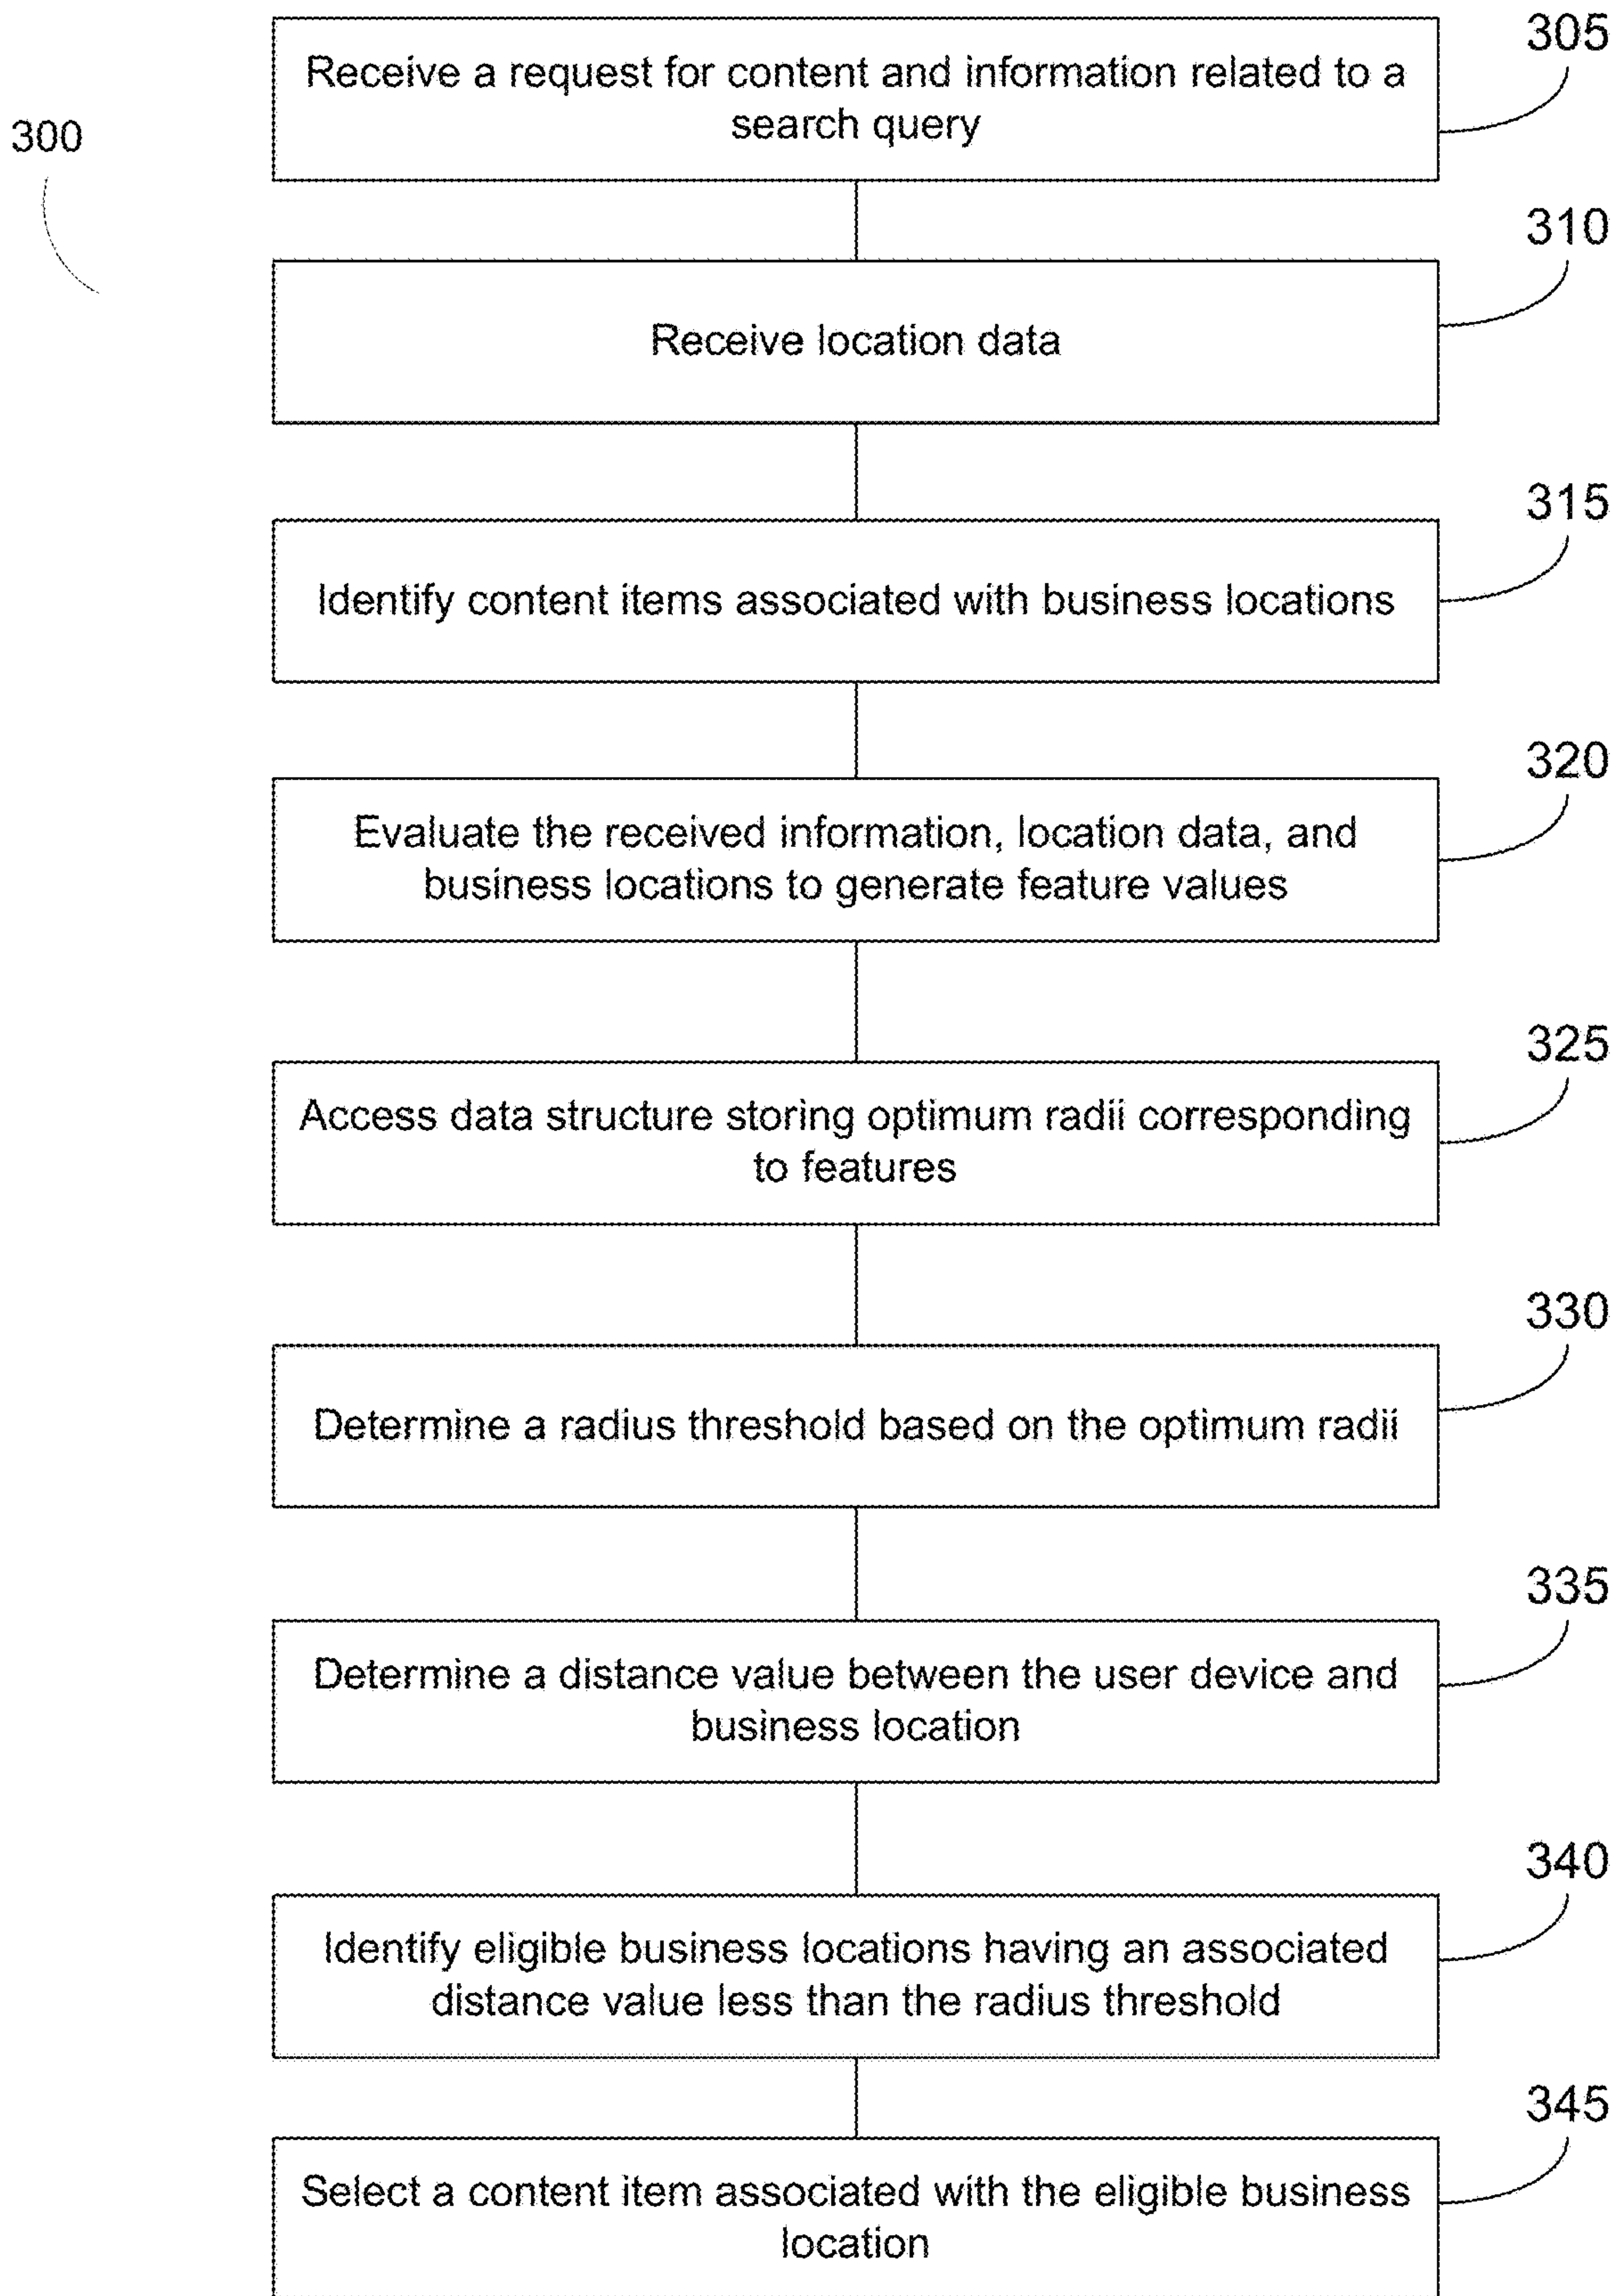 305
Receive a request for content and information related to a
search query
300
310
Receive location data
315
Identify content items associated with business locations
320
Evaluate the received information, location data, and
business locations to generate feature values
325
Access data structure storing optimum radii corresponding
to features
330
Determine a radius threshold based on the optimum radii
335
Determine a distance value between the user device and
business location
340
Identify eligible business locations having an associated
distance value less than the radius threshold
345
Select a content item associated with the eligible business
location